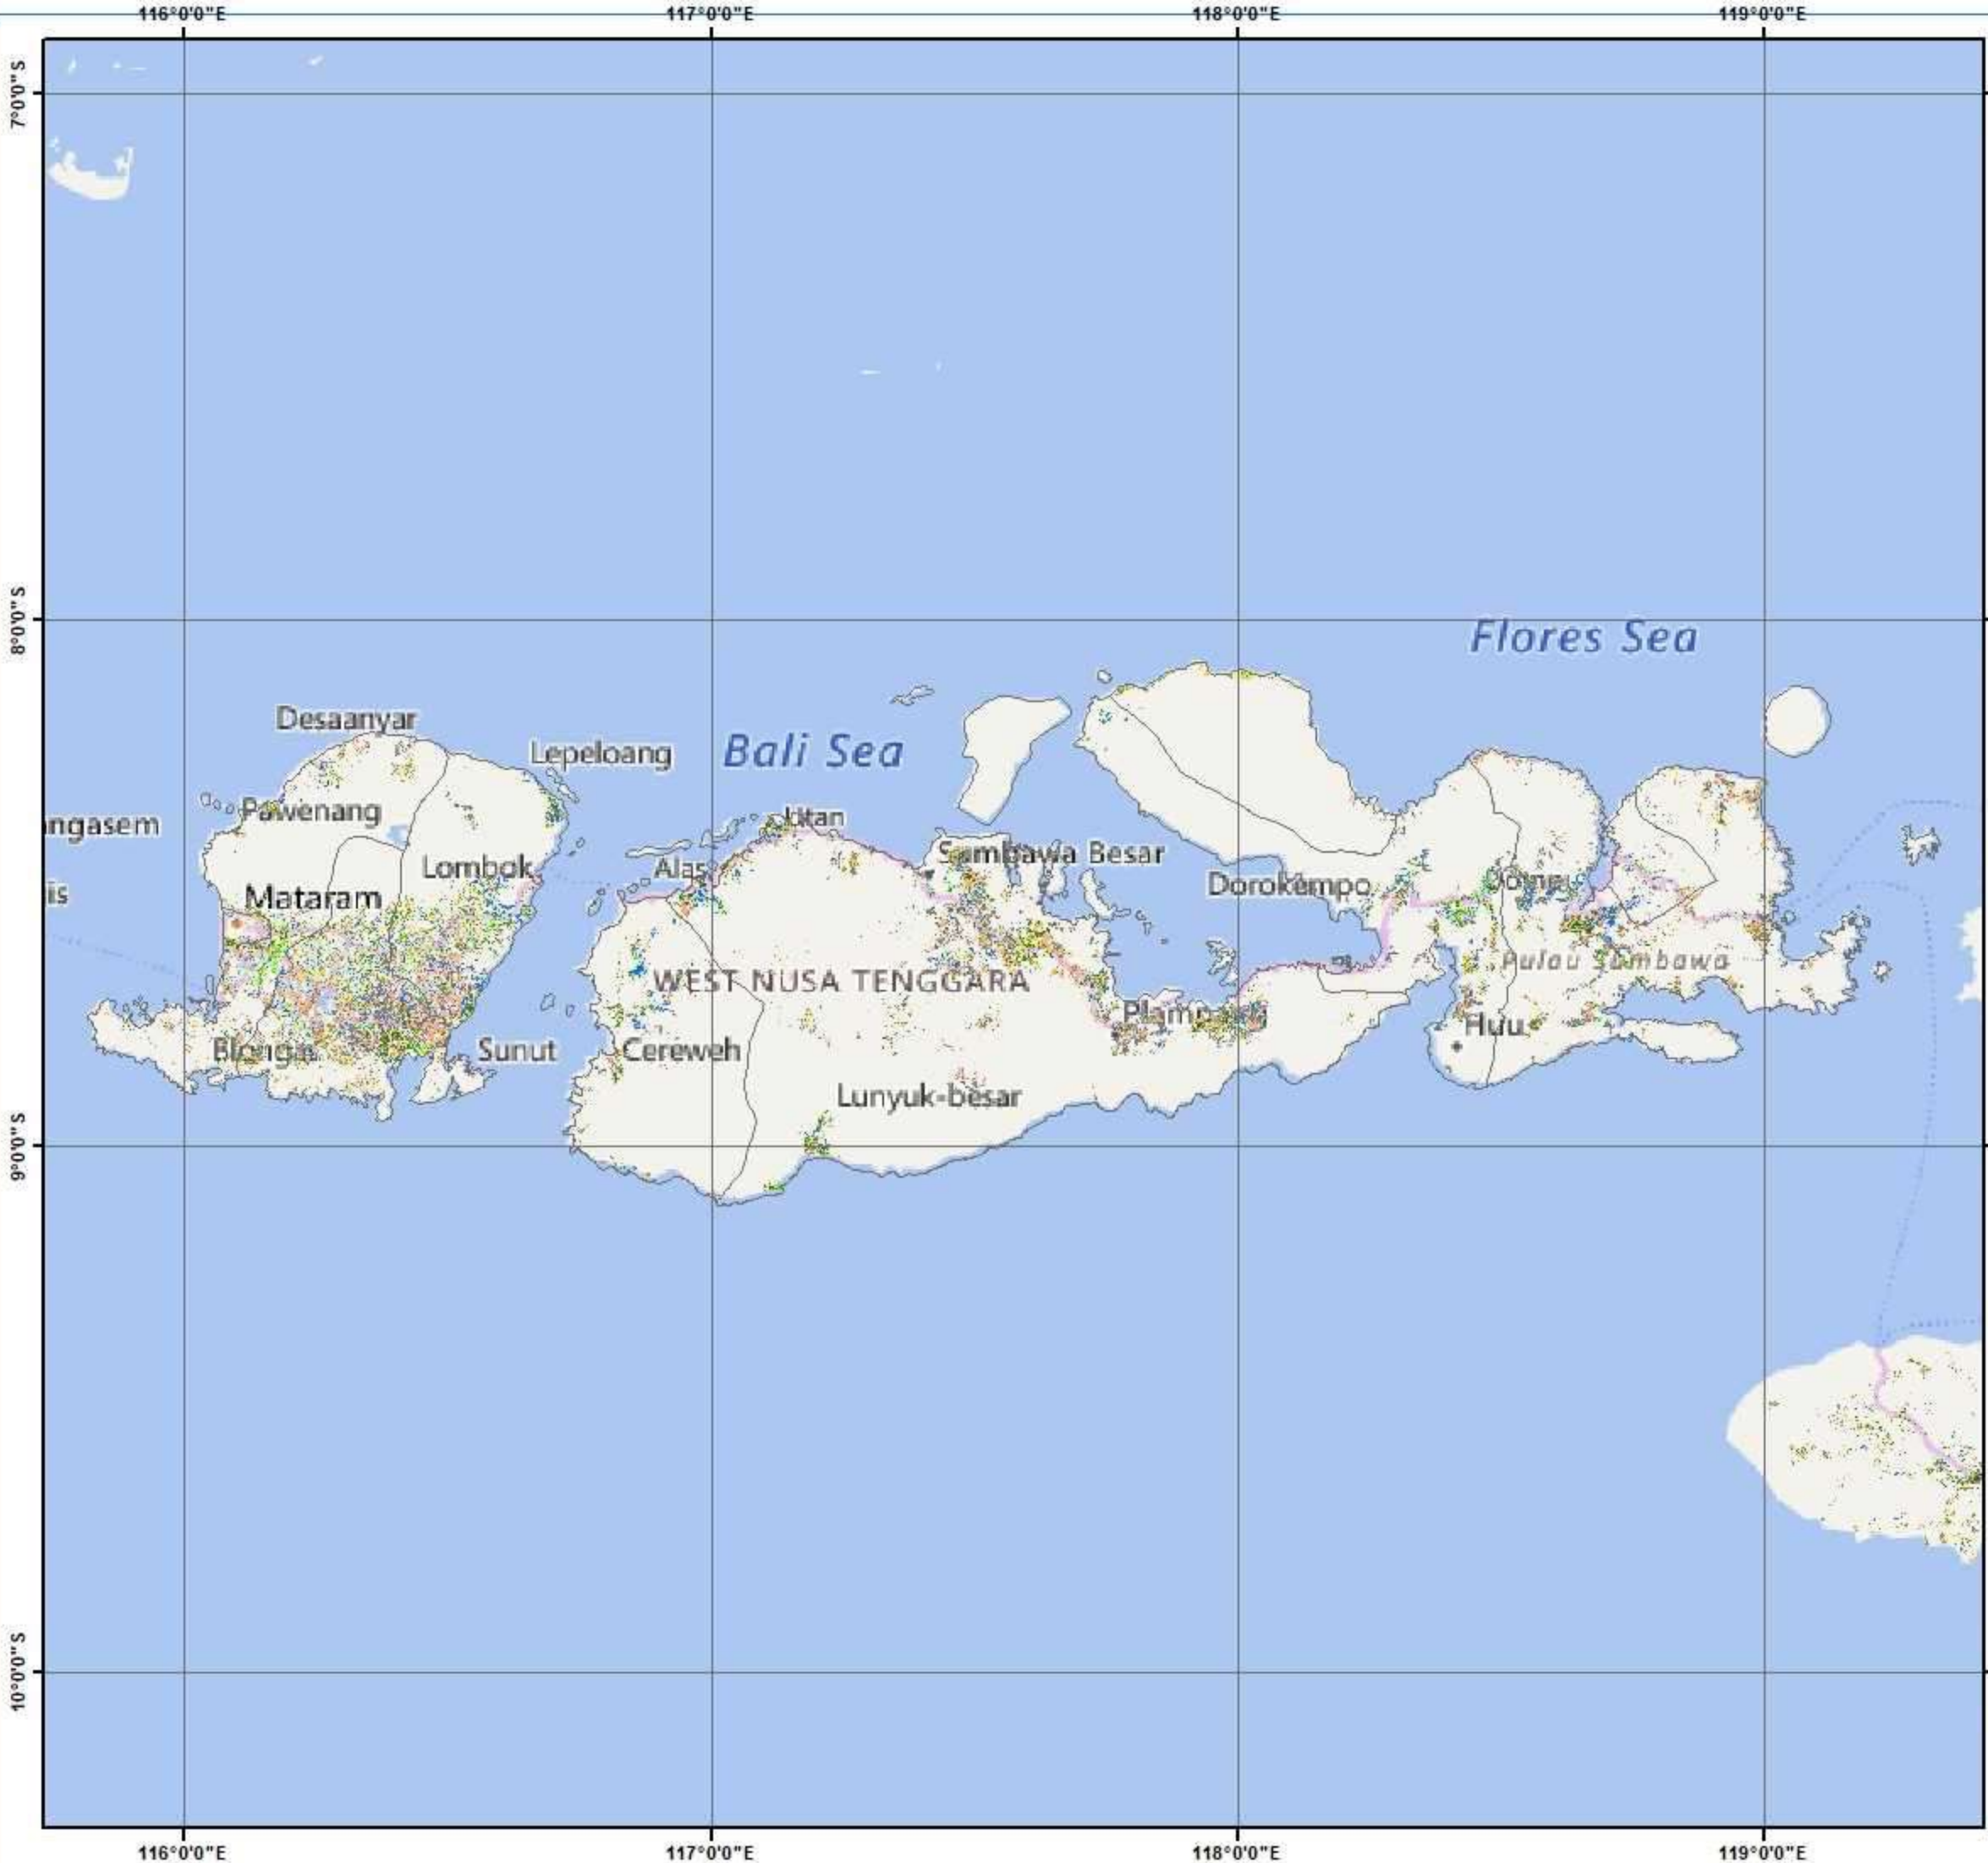 116°0'0"E 117°0'0"E 118°0'0"E 119°0'0"E
7°0'0"S
8°0'0"S
Flores Sea
Desaanyar
Bali Sea
Lepeloang
Pawenang
Utan
ngasem
Sumbawa Besar
Lombok
Alas
Dorokempo
is
Mataram
Pulau Sumbawa
WEST NUSA TENGGARA
Huu
Sunut
Cereweh
Lunyuk-besar
9°0'0"S
10°0'0"S
116°0'0"E 117°0'0"E 118°0'0"E 119°0'0"E